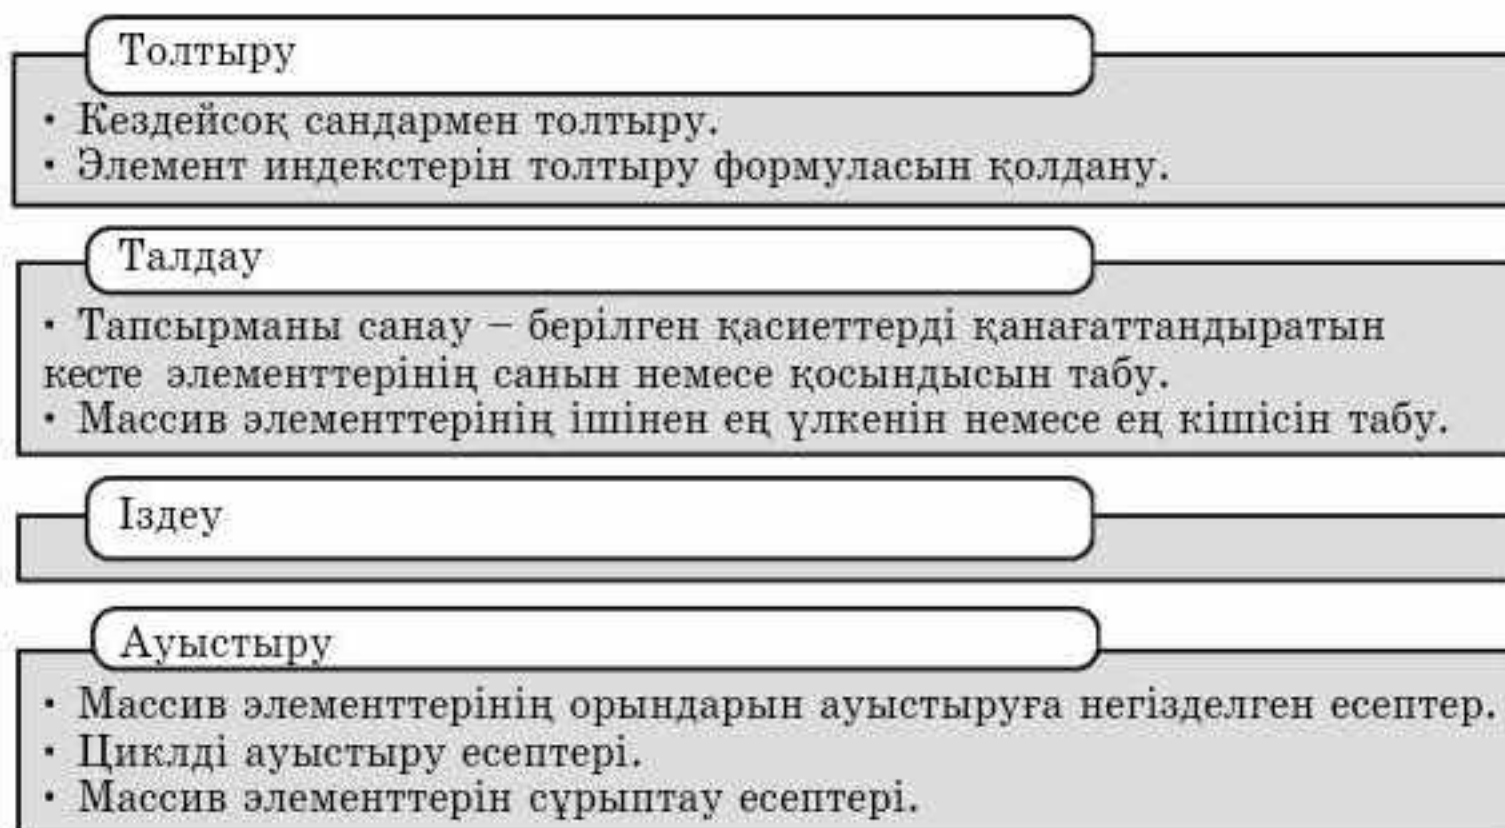 Толтыру
• Кездейсоқ сандармен толтыру.
• Элемент индекстерін толтыру формуласын қолдану.
Талдау
• Тапсырманы санау – берілген қасиеттерді қанағаттандыратын
кесте элементтерінің санын немесе қосындысын табу.
• Массив элементтерінің ішінен ең үлкенін немесе ең кішісін табу.
Іздеу
Ауыстыру
• Массив элементтерінің орындарын ауыстыруға негізделген есептер.
• Циклді ауыстыру есептері.
• Массив элементтерін сұрыптау есептері.